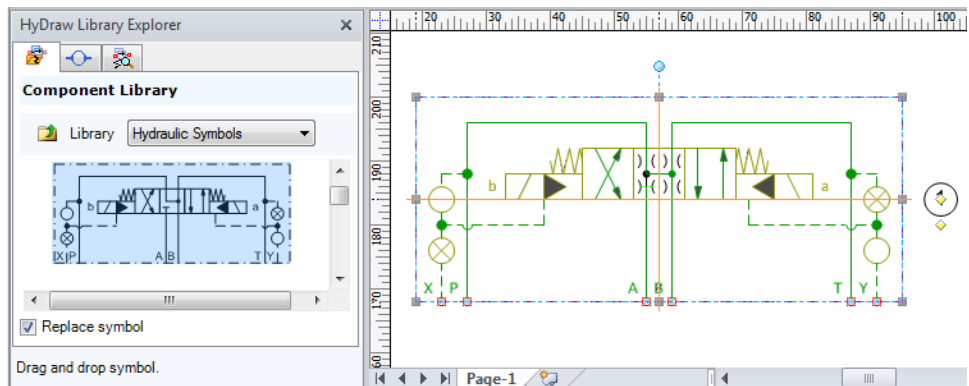 HyDraw Library Explorer
Component Library
Library Hydraulic Symbols
b a
X P A B T Y
Replace symbol
Drag and drop symbol.
20 30 40 50 60 70 80 90 100
210
200
190
180
170
60
b a
X P A B T Y
Page-1